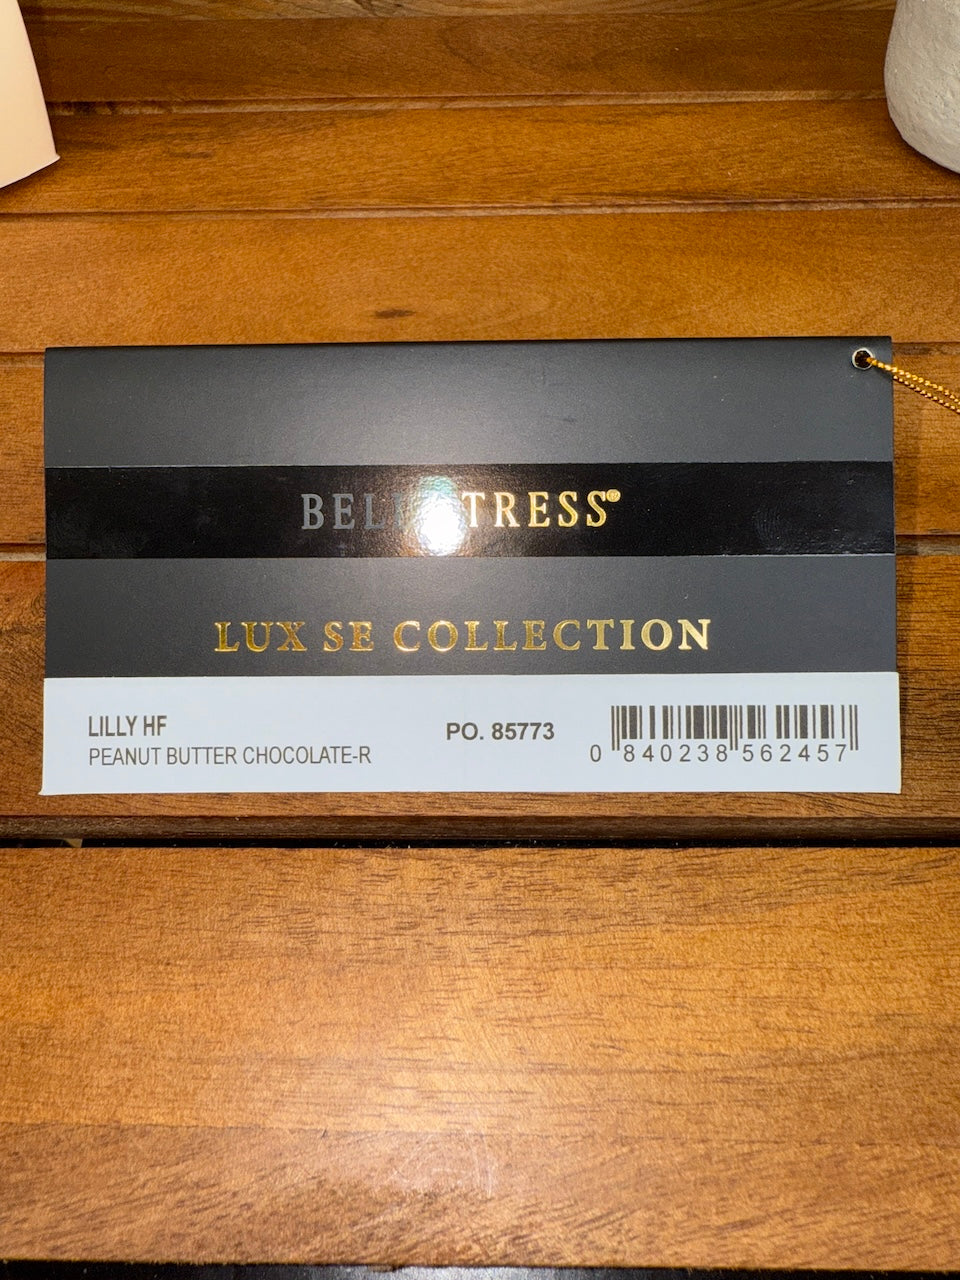 LUX SE COLLECTION
LILLY HF
PEANUT BUTTER CHOCOLATE-R
PO. 85773
0 840238 562457